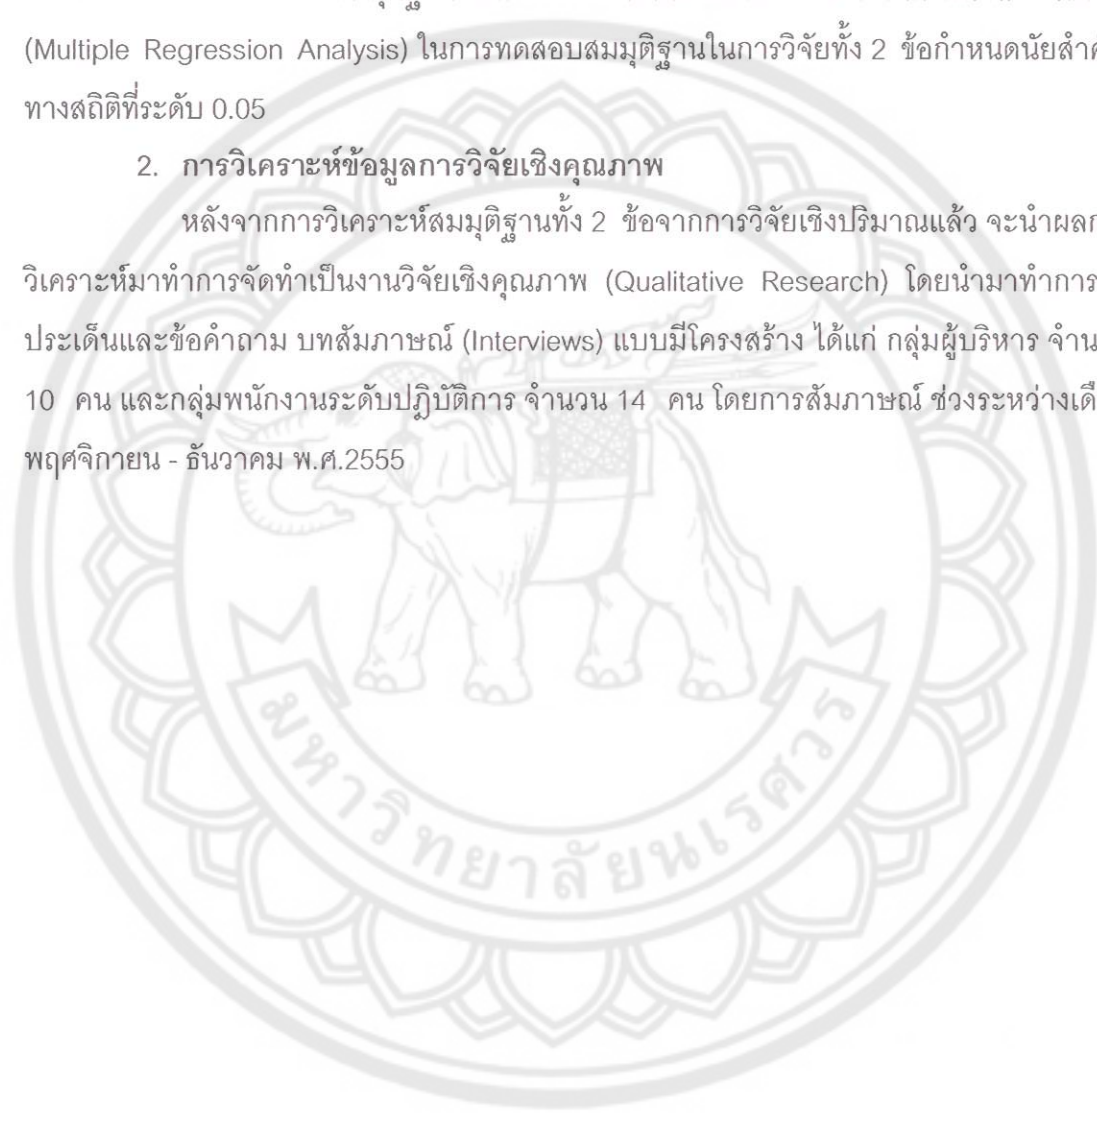 (Multiple Regression Analysis) ในการทดสอบสมมุติฐานในการวิจัยทั้ง 2 ข้อกำหนดนัยสำค
ทางสถิติที่ระดับ 0.05
2. การวิเคราะห์ข้อมูลการวิจัยเชิงคุณภาพ
หลังจากการวิเคราะห์สมมุติฐานทั้ง 2 ข้อจากการวิจัยเชิงปริมาณแล้ว จะนำผลก
วิเคราะห์มาทำการจัดทำเป็นงานวิจัยเชิงคุณภาพ (Qualitative Research) โดยนำมาทำการ
ประเด็นและข้อคำถาม บทสัมภาษณ์ (Interviews) แบบมีโครงสร้าง ได้แก่ กลุ่มผู้บริหาร จำน
10 คน และกลุ่มพนักงานระดับปฏิบัติการ จำนวน 14 คน โดยการสัมภาษณ์ ช่วงระหว่างเดื
พฤศจิกายน - ธันวาคม พ.ศ.2555
มหาวิทยาลัยนเรศวร